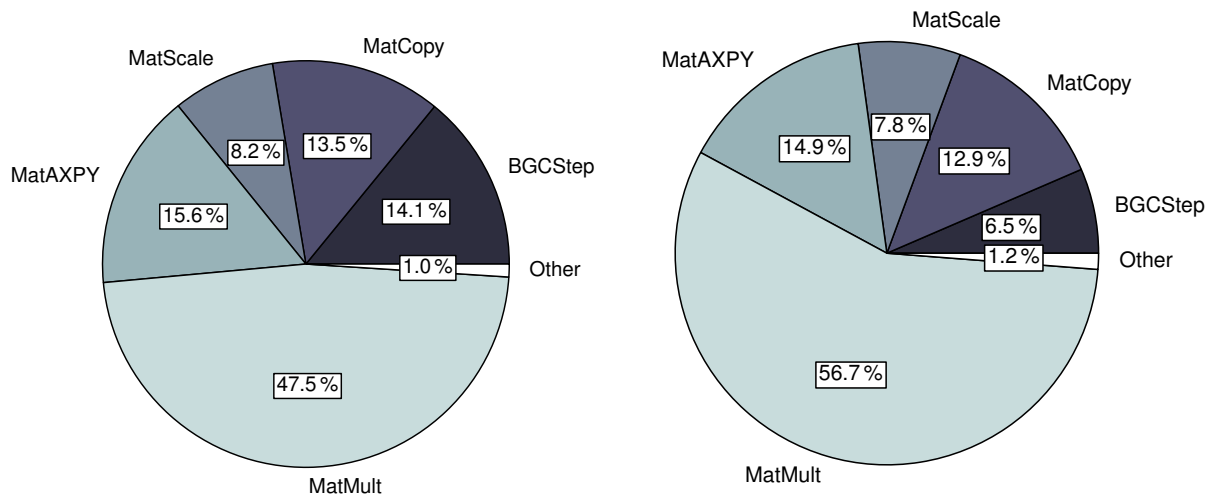 MatScale
MatCopy
MatAXPY
BGCStep
8.2 %
13.5 %
15.6 %
14.1 %
1.0 %
Other
47.5 %
MatMult
MatScale
MatAXPY
MatCopy
7.8 %
14.9 %
12.9 %
BGCStep
6.5 %
1.2 %
Other
56.7 %
MatMult